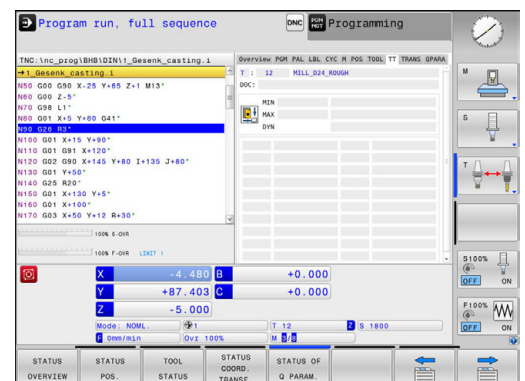 Program run, full sequence
DNC
PGM MGT
Programming
TNC:\nc_prog\BHB\DIN\1_Gesenk_casting.i
→1_Gesenk_casting.i
N50 G00 G90 X-25 Y+65 Z+1 M13*
N60 G00 Z-5*
N70 G98 L1*
N80 G01 X+5 Y+80 G41*
N90 G26 R3*
N100 G01 X+15 Y+90*
N110 G01 G91 X+120*
N120 G02 G90 X+145 Y+80 I+135 J+80*
N130 G01 Y+50*
N140 G25 R20*
N150 G01 X+130 Y+5*
N160 G01 X+100*
N170 G03 X+50 Y+12 R+30*
100% S-OVR
100% F-OVR LIMIT 1
Overview PGM PAL LBL CYC M POS TOOL TT TRANS QPARA
T : 12 MILL_D24_ROUGH
DOC:
MIN
MAX
DYN
X -4.480 B +0.000
Y +87.403 C +0.000
Z -5.000
Mode: NOML. 1 T 12 Z S 1800
F 0mm/min Ovr 100% M 5/9
M
S
T
S100%
OFF ON
F100%
OFF ON
STATUS OVERVIEW
STATUS POS.
TOOL STATUS
STATUS COORD. TRANSF.
STATUS OF Q PARAM.